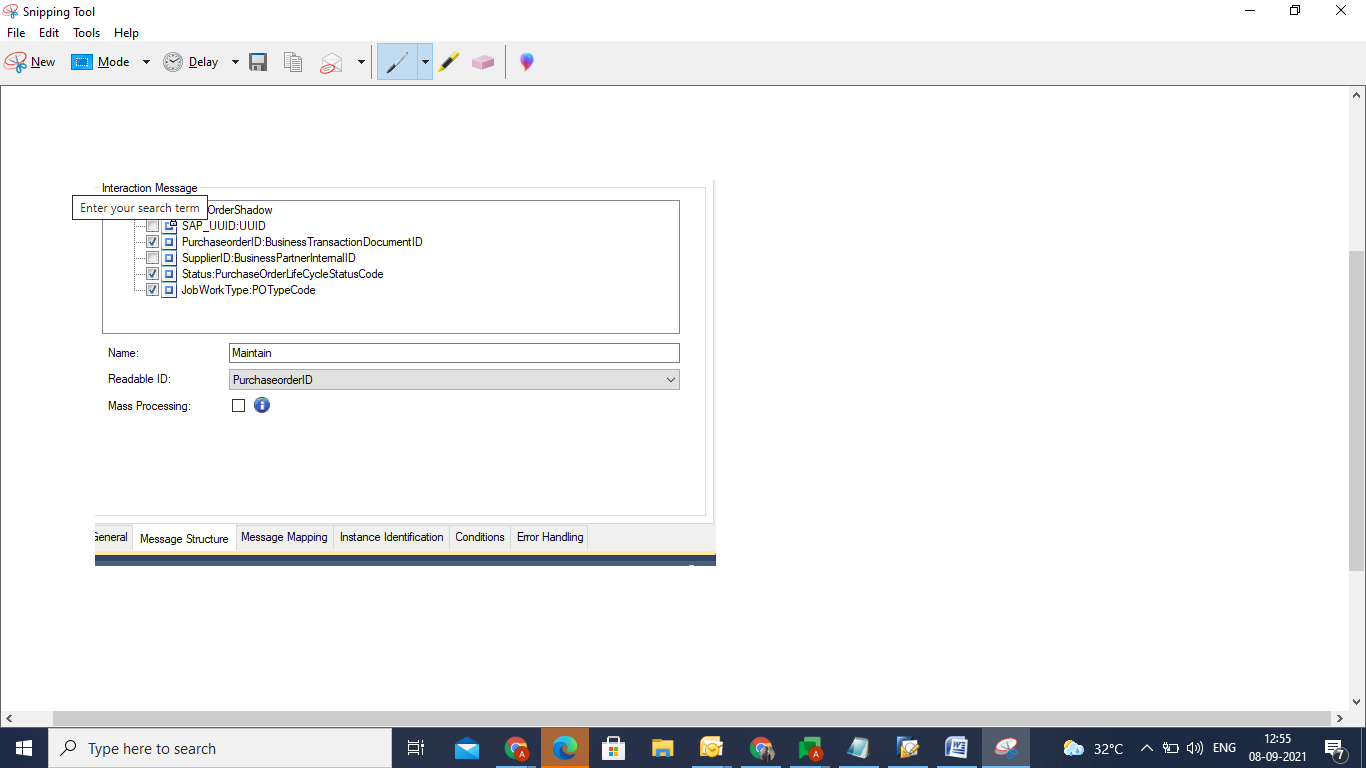 Snipping Tool
File Edit Tools Help
New Mode Delay
Interaction Message
Enter your search term
OrderShadow
SAP_UUID:UUID
PurchaseorderID:BusinessTransactionDocumentID
SupplierID:BusinessPartnerInternalID
Status:PurchaseOrderLifeCycleStatusCode
JobWorkType:POTypeCode
Name: Maintain
Readable ID: PurchaseorderID
Mass Processing:
General Message Structure Message Mapping Instance Identification Conditions Error Handling
Type here to search
32°C ENG 12:55
08-09-2021 7